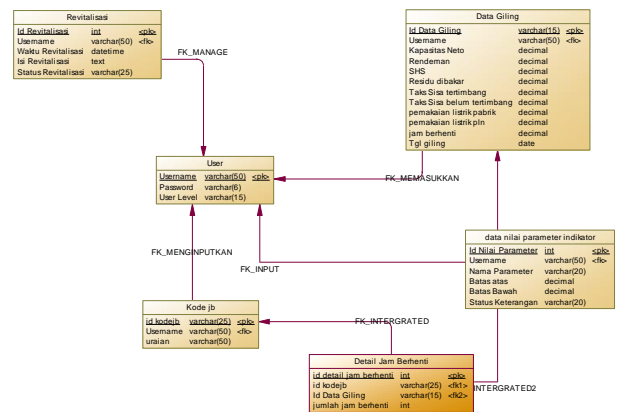 Revitalisasi
Id Revitalisasi int <pk>
Username varchar(50) <fk>
Waktu Revitalisasi datetime
Isi Revitalisasi text
Status Revitalisasi varchar(25)
Data Giling
Id Data Giling varchar(15) <pk>
Username varchar(50) <fk>
Kapasitas Neto decimal
Rendeman decimal
SHS decimal
Residu dibakar decimal
Taks Sisa tertimbang decimal
Taks Sisa belum tertimbang decimal
pemakaian listrik pabrik decimal
pemakaian listrik pln decimal
jam berhenti decimal
Tgl giling date
FK_MANAGE
User
Username varchar(50) <pk>
Password varchar(6)
User Level varchar(15)
FK_MEMASUKKAN
FK_MENGINPUTKAN
FK_INPUT
data nilai parameter indikator
Id Nilai Parameter int <pk>
Username varchar(50) <fk>
Nama Parameter varchar(20)
Batas atas decimal
Batas Bawah decimal
Status Keterangan varchar(20)
Kode jb
id kodejb varchar(25) <pk>
Username varchar(50) <fk>
uraian varchar(50)
FK_INTERGRATED
Detail Jam Berhenti
id detail jam berhenti int <pk>
id kodejb varchar(25) <fk1>
Id Data Giling varchar(15) <fk2>
jumlah jam berhenti int
INTERGRATED2